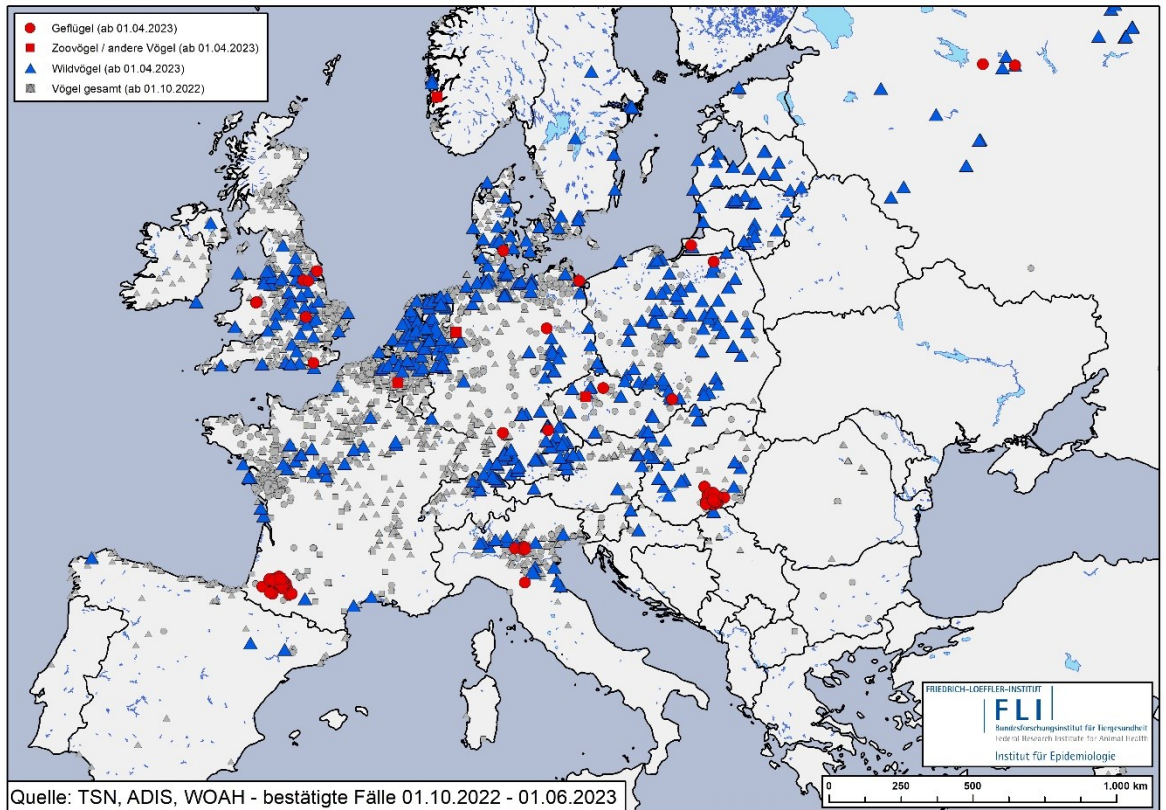 Geflügel (ab 01.04.2023)
Zoovögel / andere Vögel (ab 01.04.2023)
Wildvögel (ab 01.04.2023)
Vögel gesamt (ab 01.10.2022)
FRIEDRICH-LOEFFLER-INSTITUT
FLI
Bundesforschungsinstitut für Tiergesundheit
Federal Research Institute for Animal Health
Institut für Epidemiologie
0 250 500 1.000 km
Quelle: TSN, ADIS, WOAH - bestätigte Fälle 01.10.2022 - 01.06.2023